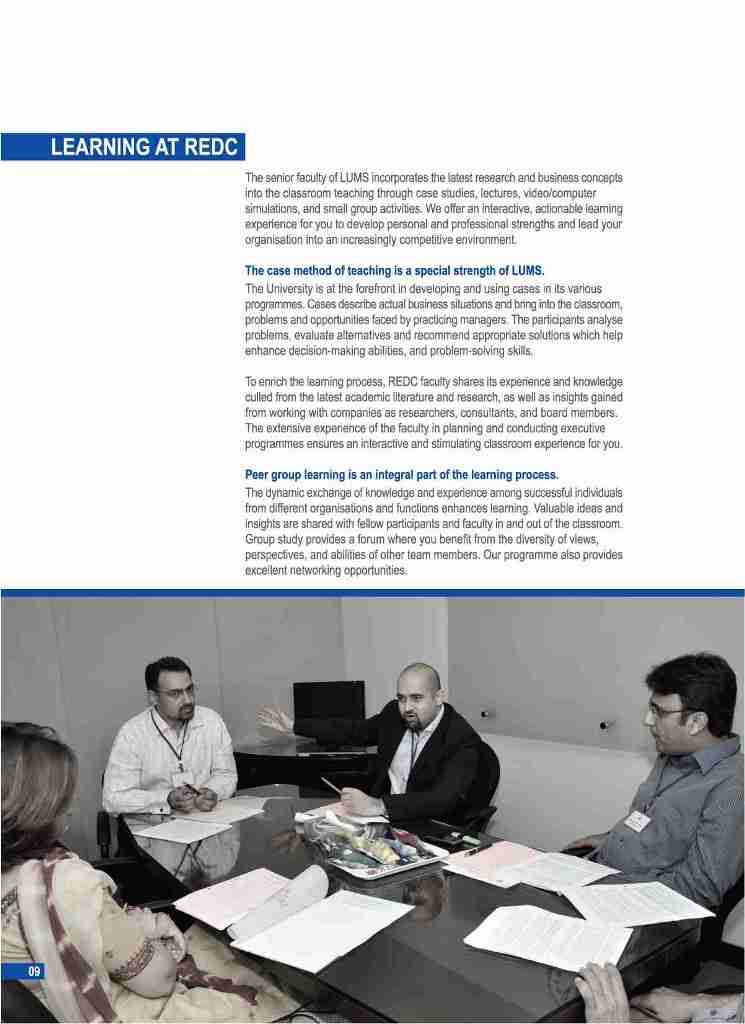 LEARNING AT REDC
The senior faculty of LUMS incorporates the latest research and business concepts
into the classroom teaching through case studies, lectures, video/computer
simulations, and small group activities. We offer an interactive, actionable learning
experience for you to develop personal and professional strengths and lead your
organisation into an increasingly competitive environment.
The case method of teaching is a special strength of LUMS.
The University is at the forefront in developing and using cases in its various
programmes. Cases describe actual business situations and bring into the classroom,
problems and opportunities faced by practicing managers. The participants analyse
problems, evaluate alternatives and recommend appropriate solutions which help
enhance decision-making abilities, and problem-solving skills.
To enrich the learning process, REDC faculty shares its experience and knowledge
culled from the latest academic literature and research, as well as insights gained
from working with companies as researchers, consultants, and board members.
The extensive experience of the faculty in planning and conducting executive
programmes ensures an interactive and stimulating classroom experience for you.
Peer group learning is an integral part of the learning process.
The dynamic exchange of knowledge and experience among successful individuals
from different organisations and functions enhances learning. Valuable ideas and
insights are shared with fellow participants and faculty in and out of the classroom.
Group study provides a forum where you benefit from the diversity of views,
perspectives, and abilities of other team members. Our programme also provides
excellent networking opportunities.
09